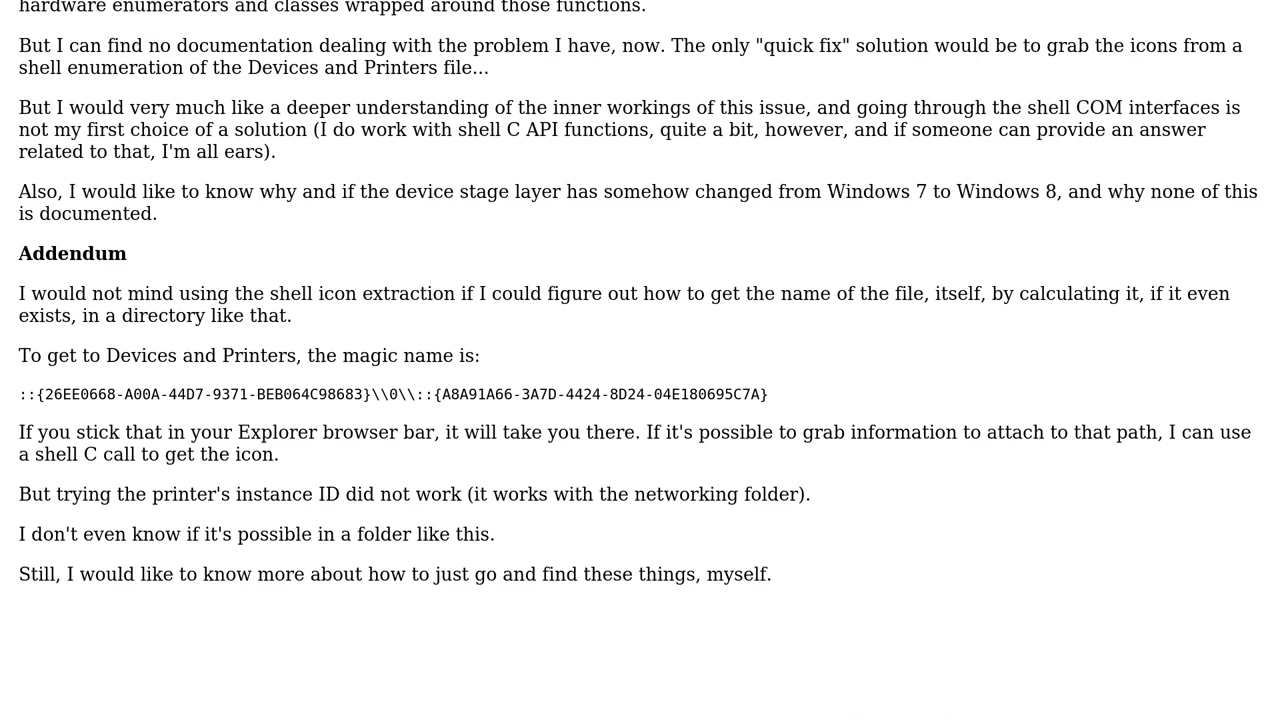 hardware enumerators and classes wrapped around those functions.
But I can find no documentation dealing with the problem I have, now. The only "quick fix" solution would be to grab the icons from a
shell enumeration of the Devices and Printers file...
But I would very much like a deeper understanding of the inner workings of this issue, and going through the shell COM interfaces is
not my first choice of a solution (I do work with shell C API functions, quite a bit, however, and if someone can provide an answer
related to that, I'm all ears).
Also, I would like to know why and if the device stage layer has somehow changed from Windows 7 to Windows 8, and why none of this
is documented.
Addendum
I would not mind using the shell icon extraction if I could figure out how to get the name of the file, itself, by calculating it, if it even
exists, in a directory like that.
To get to Devices and Printers, the magic name is:
::{26EE0668-A00A-44D7-9371-BEB064C98683}\\0\\::{A8A91A66-3A7D-4424-8D24-04E180695C7A}
If you stick that in your Explorer browser bar, it will take you there. If it's possible to grab information to attach to that path, I can use
a shell C call to get the icon.
But trying the printer's instance ID did not work (it works with the networking folder).
I don't even know if it's possible in a folder like this.
Still, I would like to know more about how to just go and find these things, myself.